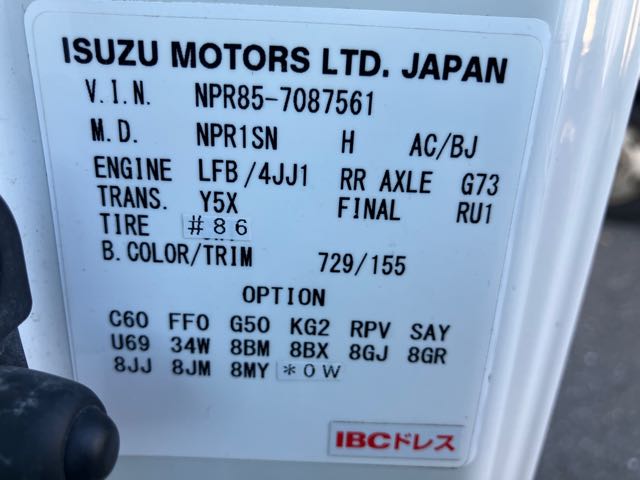 ISUZU MOTORS LTD. JAPAN
V.I.N. NPR85-7087561
M.D. NPR1SN H AC/BJ
ENGINE LFB/4JJ1 RR AXLE G73
TRANS. Y5X FINAL RU1
TIRE #86
B.COLOR/TRIM 729/155
OPTION
C60 FF0 G50 KG2 RPV SAY
U69 34W 8BM 8BX 8GJ 8GR
8JJ 8JM 8MY *0W
IBCドレス